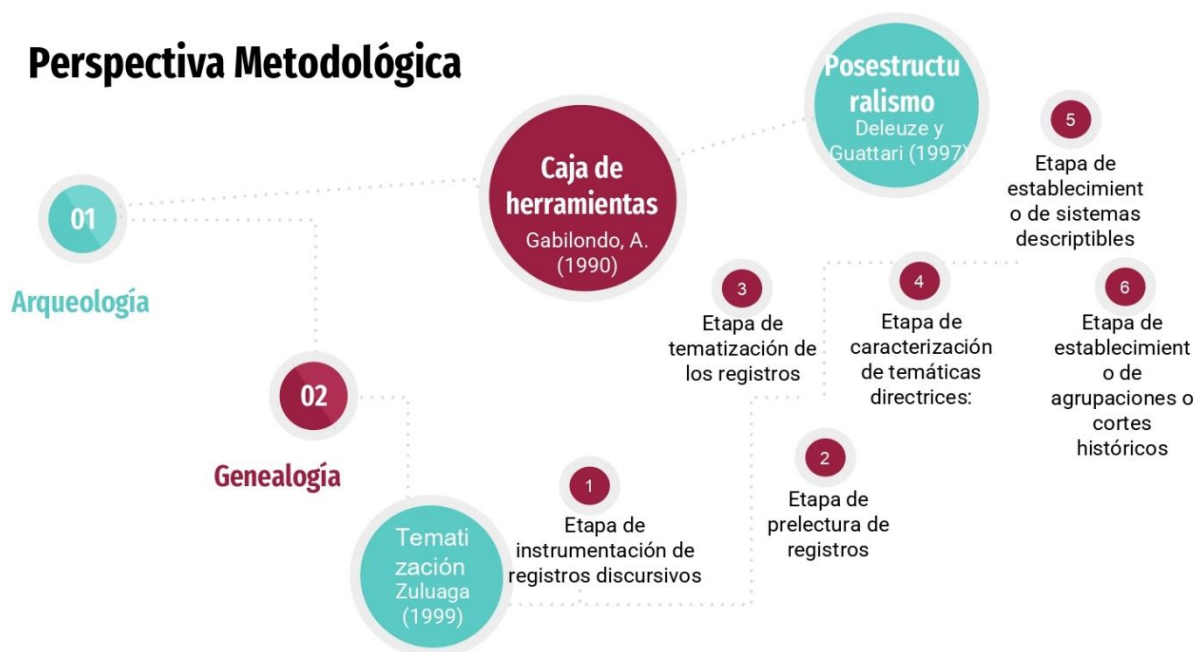 Perspectiva Metodológica
01
Arqueología
02
Genealogía
Caja de
herramientas
Gabilondo, A.
(1990)
Posestructu
ralismo
Deleuze y
Guattari (1997)
Temati
zación
Zuluaga
(1999)
1
Etapa de
instrumentación de
registros discursivos
2
Etapa de
prelectura de
registros
3
Etapa de
tematización de
los registros
4
Etapa de
caracterización
de temáticas
directrices:
5
Etapa de
establecimient
o de sistemas
descriptibles
6
Etapa de
establecimient
o de
agrupaciones o
cortes
históricos